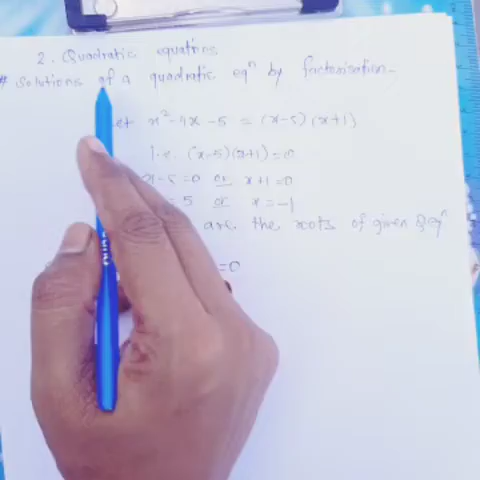 2. Quadratic equations
# Solutions of a quadratic eqⁿ by factorisation-
et x²-4x-5 = (x-5)(x+1)
i.e. (x-5)(x+1)=0
x-5=0 or x+1=0
= 5 or x=-1
are the roots of given Q.eqⁿ
=0